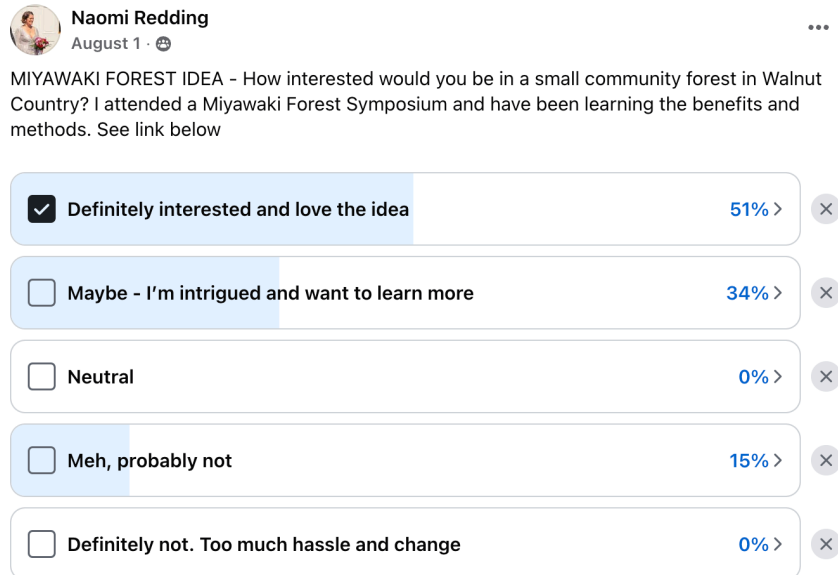 Naomi Redding
August 1 ·
MIYAWAKI FOREST IDEA - How interested would you be in a small community forest in Walnut
Country? I attended a Miyawaki Forest Symposium and have been learning the benefits and
methods. See link below
Definitely interested and love the idea 51%
Maybe - I’m intrigued and want to learn more 34%
Neutral 0%
Meh, probably not 15%
Definitely not. Too much hassle and change 0%